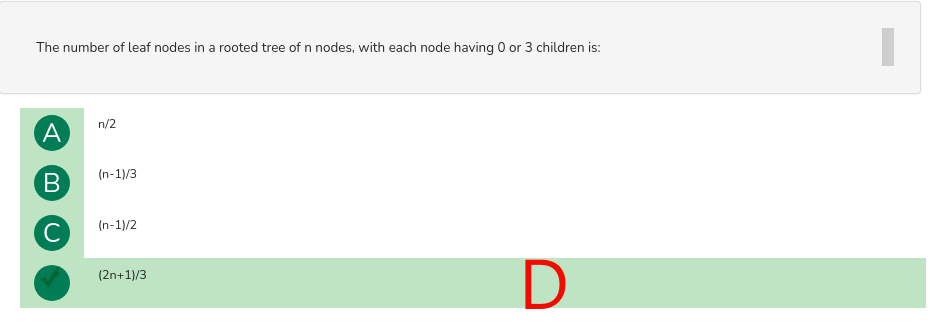 The number of leaf nodes in a rooted tree of n nodes, with each node having 0 or 3 children is:
A n/2
B (n-1)/3
C (n-1)/2
(2n+1)/3 D